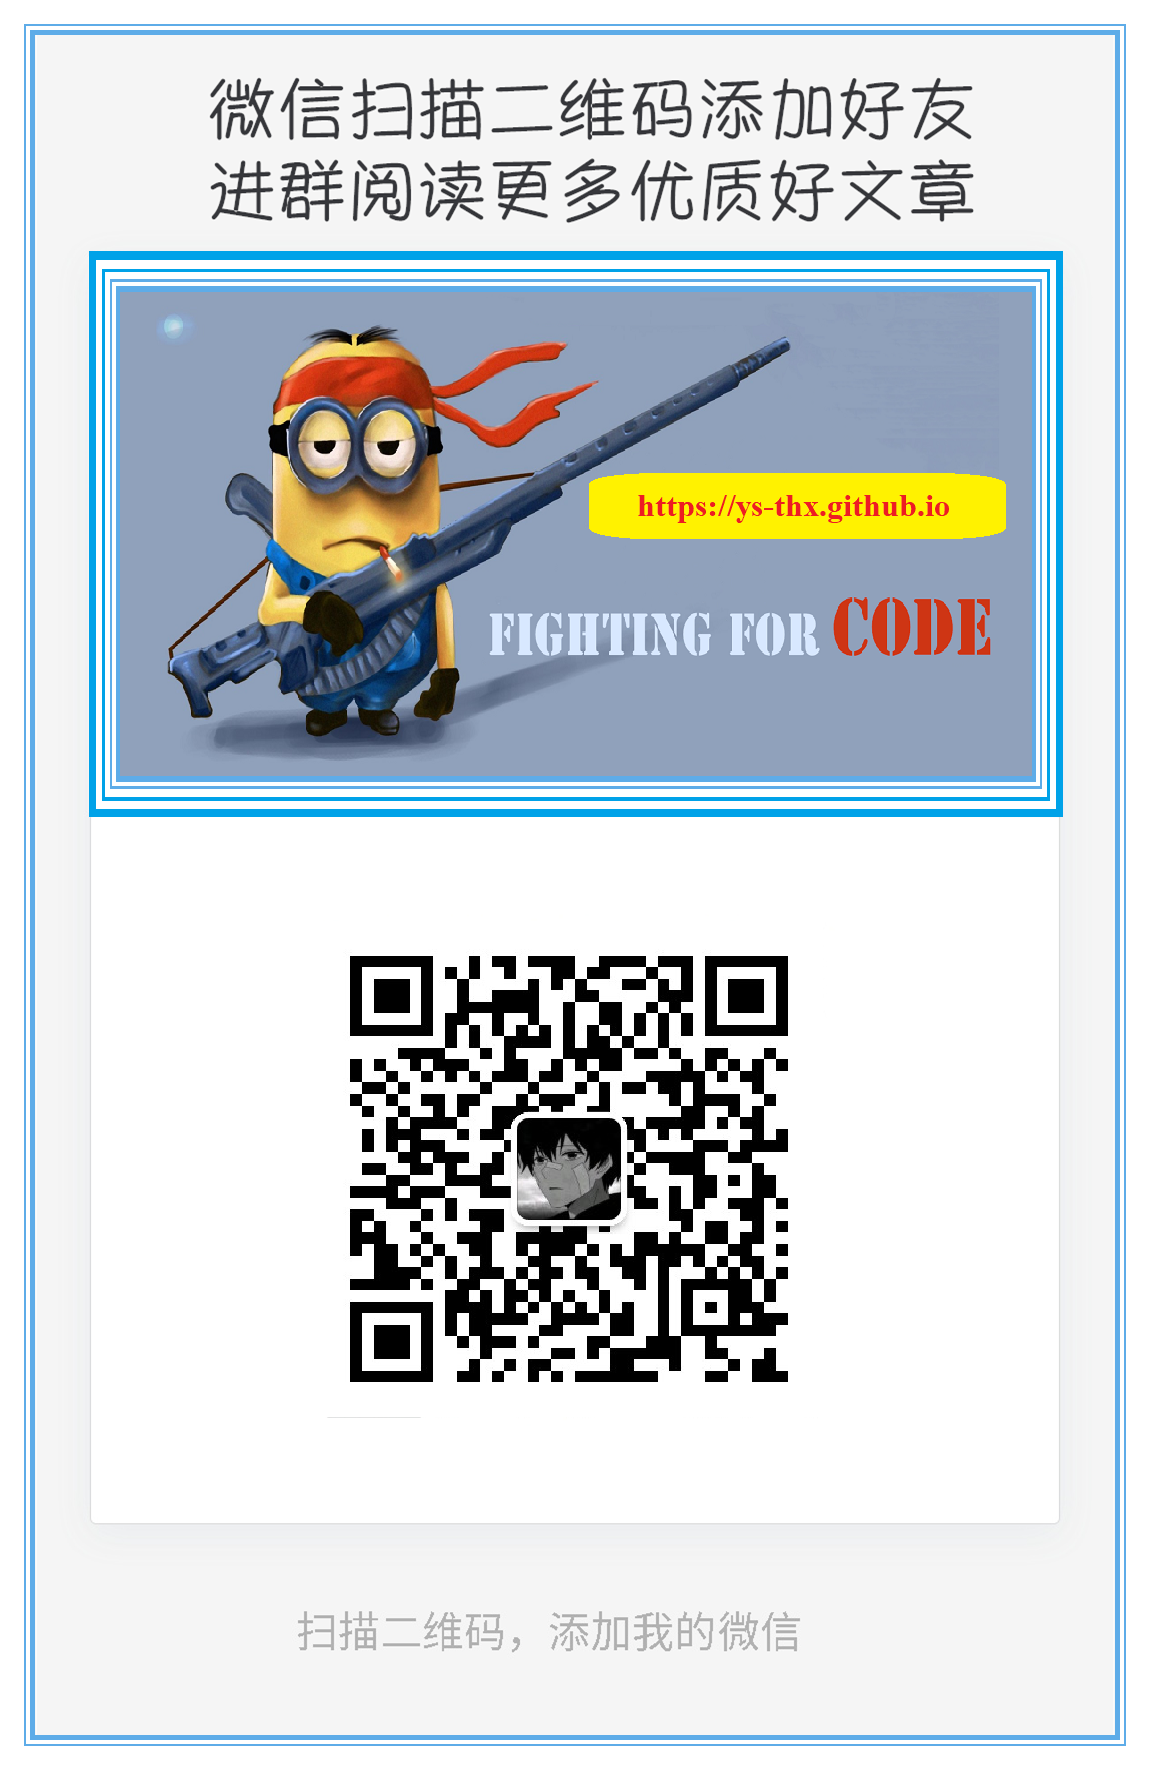 微信扫描二维码添加好友
进群阅读更多优质好文章
https://ys-thx.github.io
FIGHTING FOR CODE
扫描二维码，添加我的微信